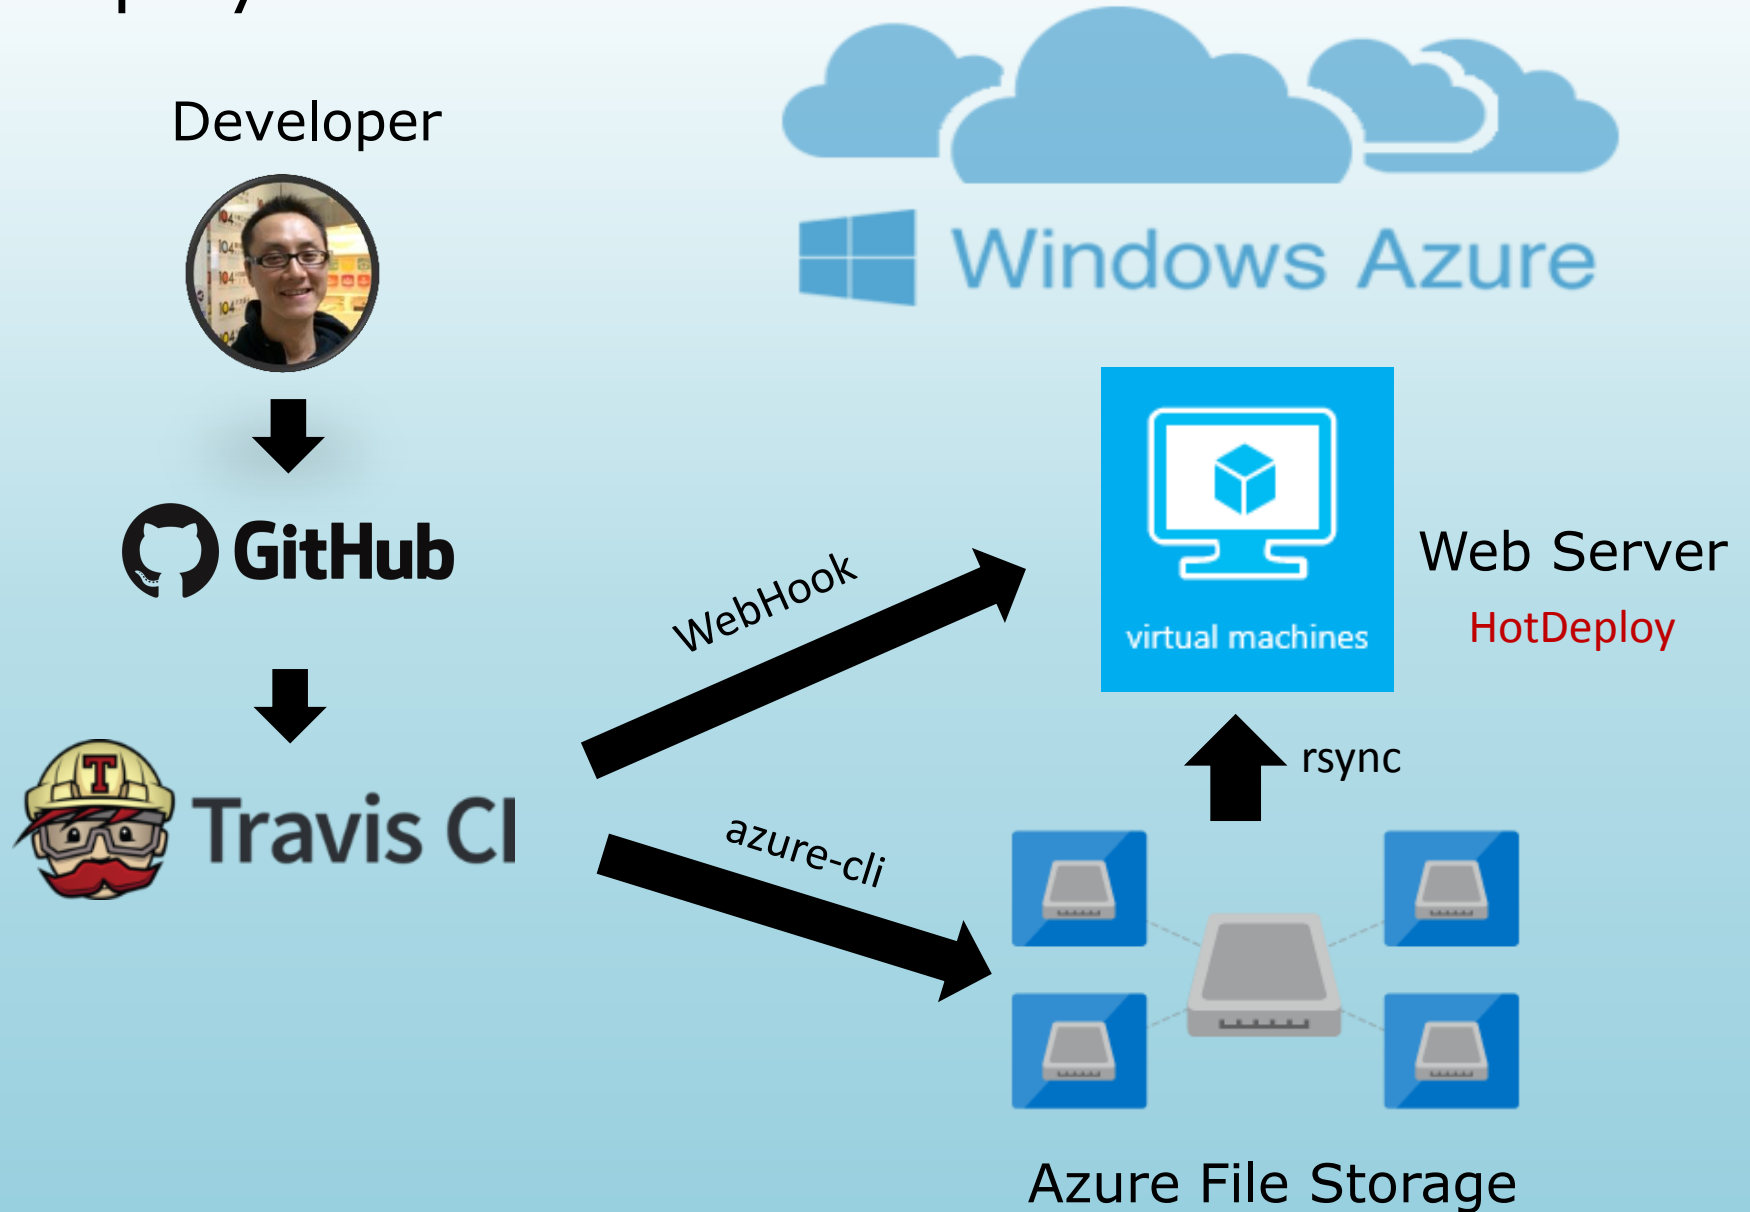 Developer
Windows Azure
GitHub
WebHook
virtual machines
Web Server
HotDeploy
T
Travis CI
rsync
azure-cli
Azure File Storage